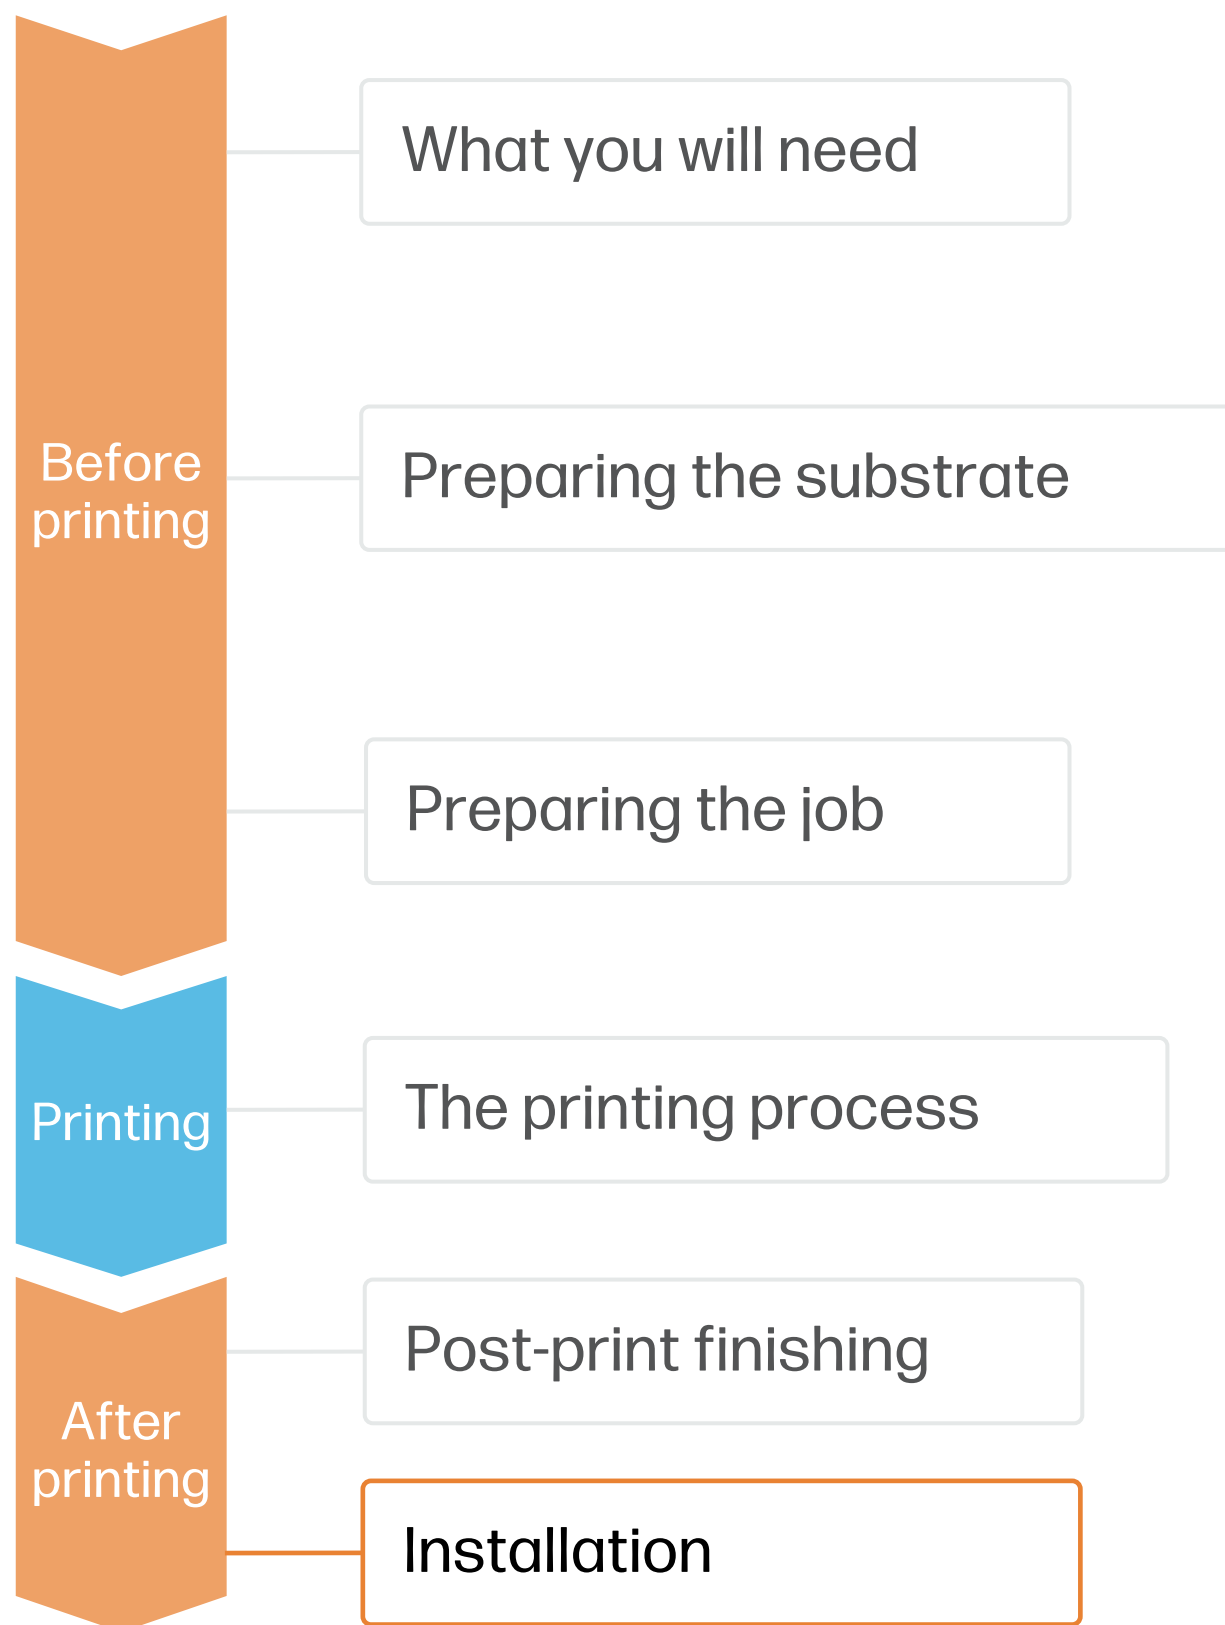 What you will need
Before
printing
Preparing the substrate
Preparing the job
Printing
The printing process
Post-print finishing
After
printing
Installation